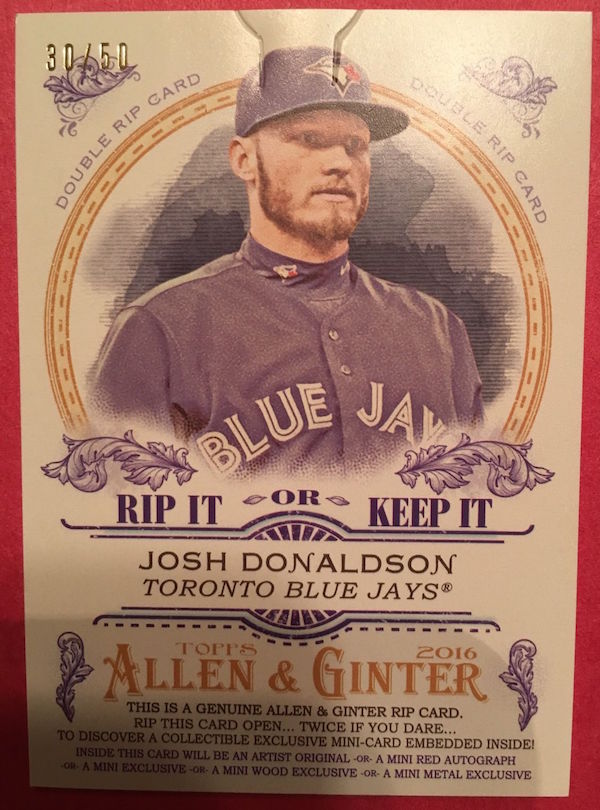 30/50
DOUBLE RIP CARD
DOUBLE RIP CARD
BLUE JAY
RIP IT OR KEEP IT
JOSH DONALDSON
TORONTO BLUE JAYS®
TOPPS 2016
ALLEN & GINTER
THIS IS A GENUINE ALLEN & GINTER RIP CARD.
RIP THIS CARD OPEN... TWICE IF YOU DARE...
TO DISCOVER A COLLECTIBLE EXCLUSIVE MINI-CARD EMBEDDED INSIDE!
INSIDE THIS CARD WILL BE AN ARTIST ORIGINAL -OR- A MINI RED AUTOGRAPH
-OR- A MINI EXCLUSIVE -OR- A MINI WOOD EXCLUSIVE -OR- A MINI METAL EXCLUSIVE